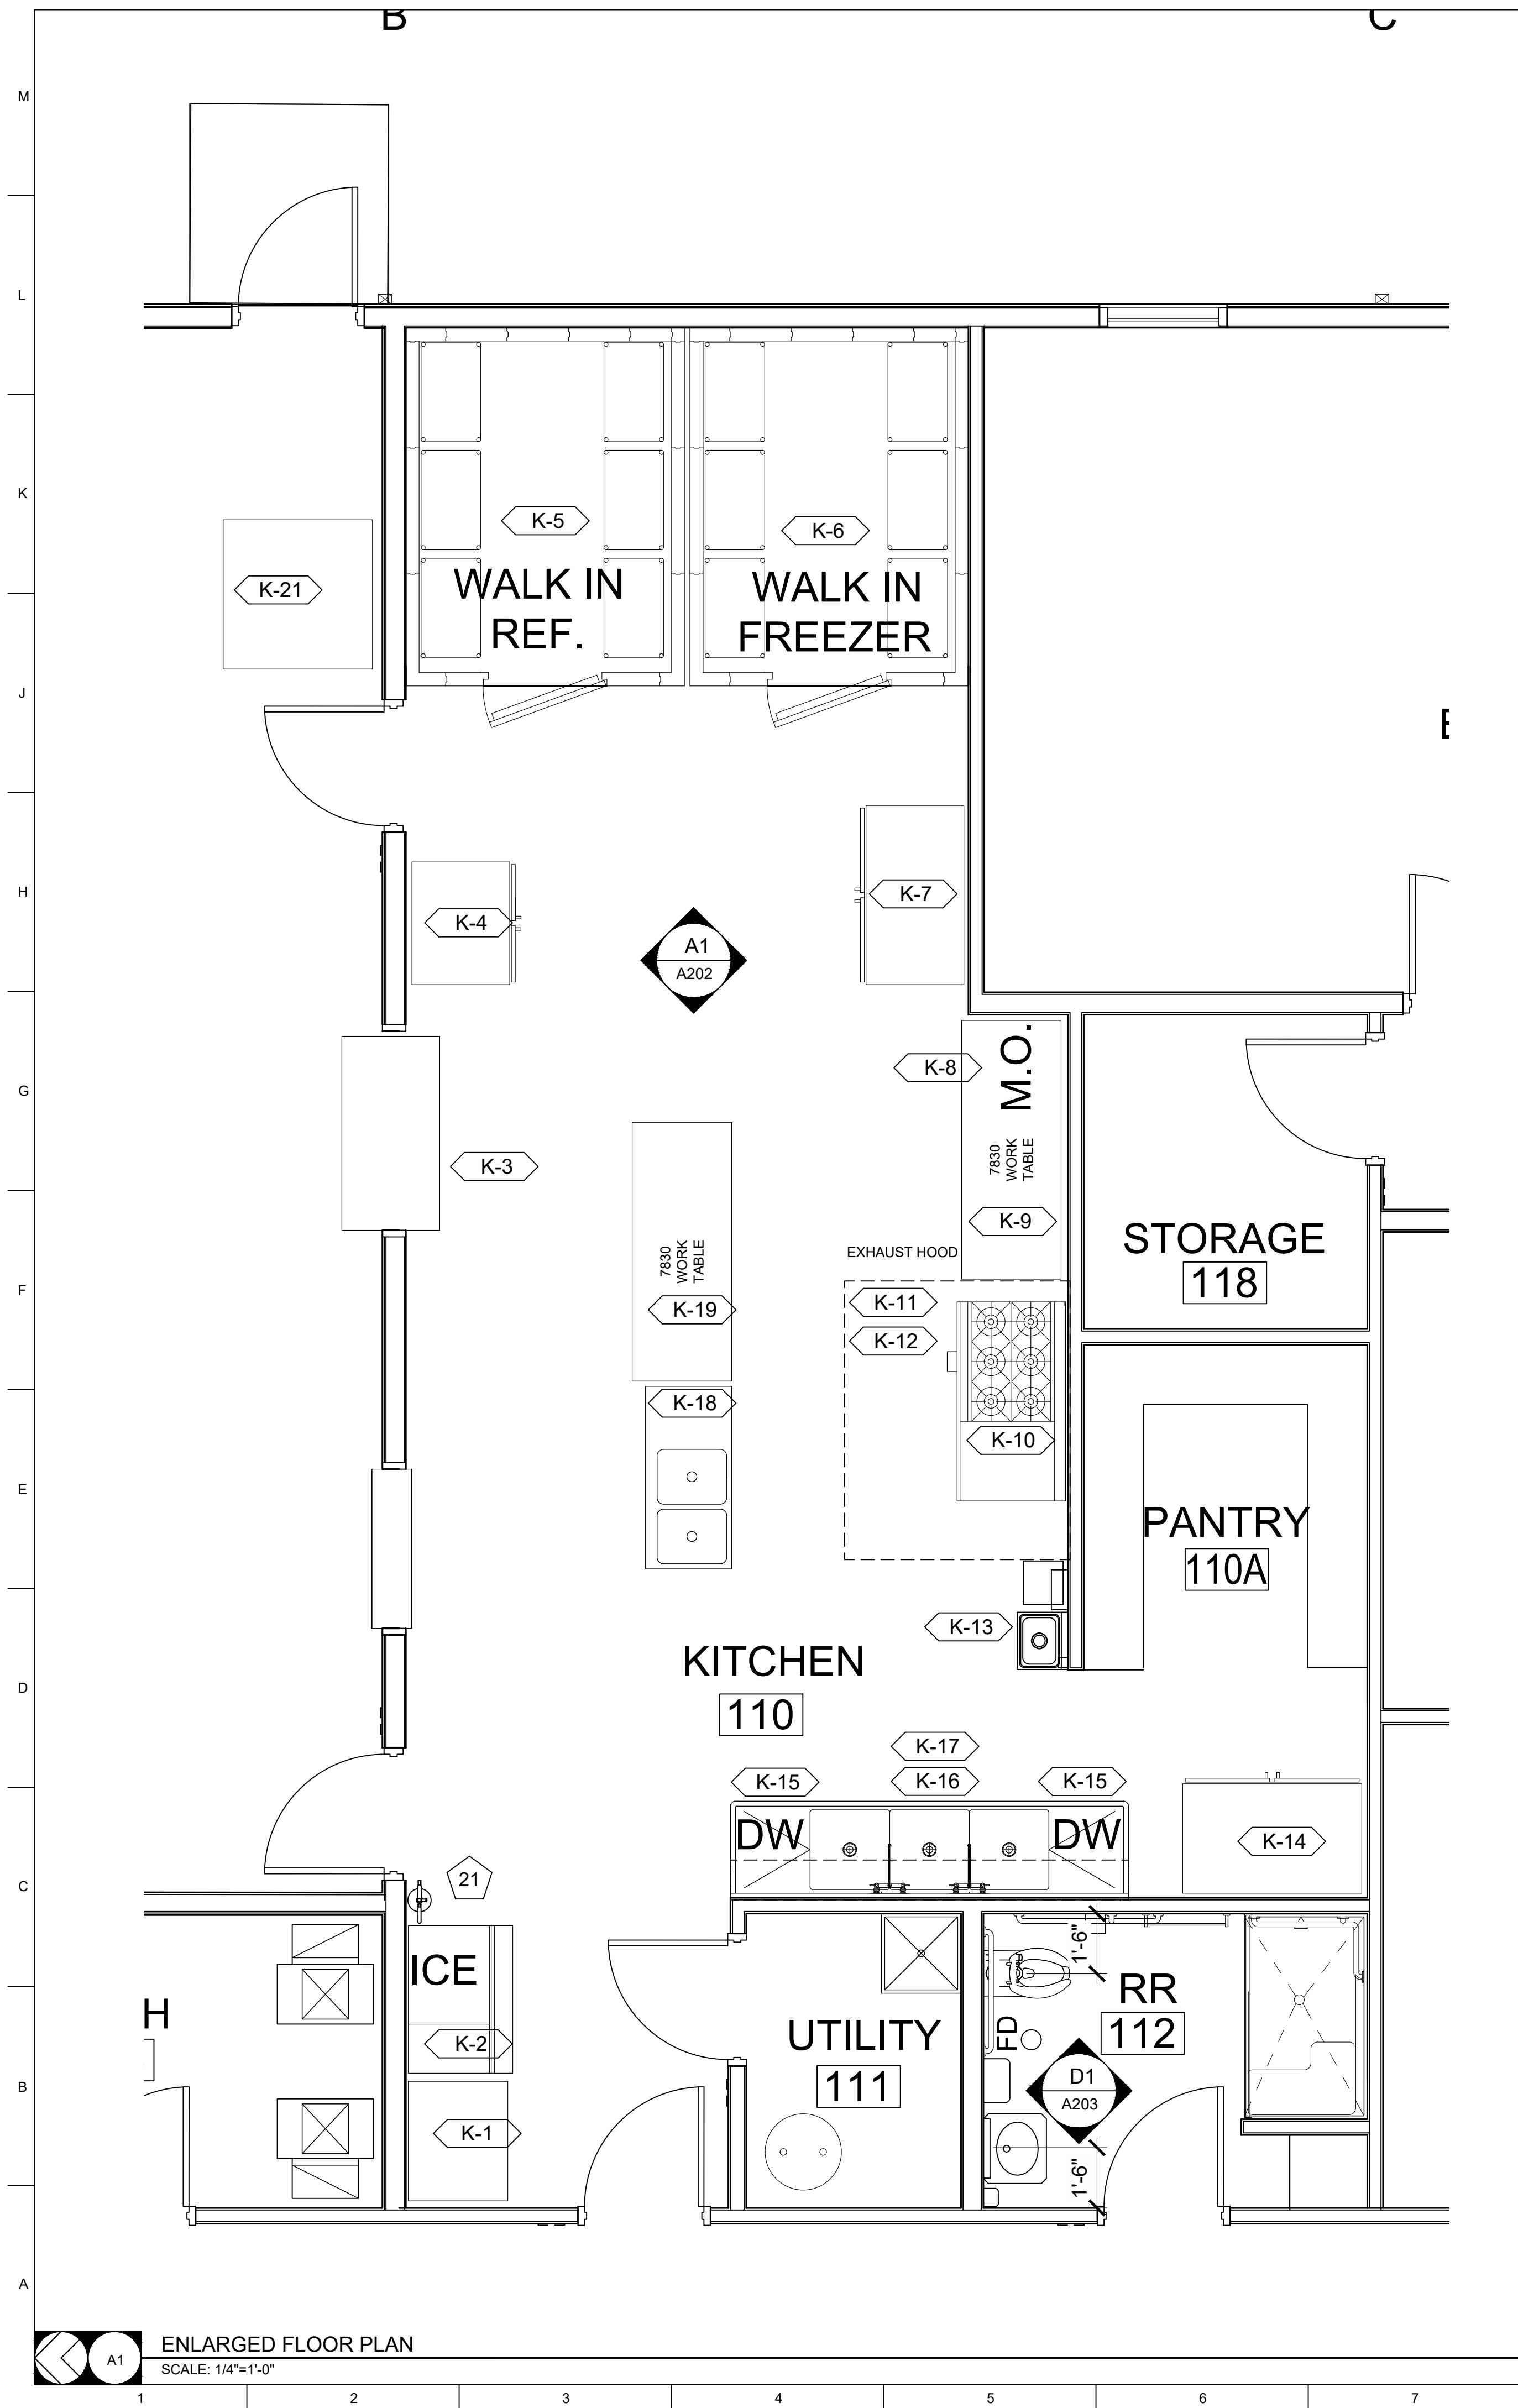 B
C
M
L
K
J
H
G
F
E
D
C
B
A
K-5
K-6
K-21
WALK IN
REF.
WALK IN
FREEZER
K-7
K-4
A1
A202
K-8
M.O.
7830
WORK
TABLE
K-3
K-9
STORAGE
118
EXHAUST HOOD
7830
WORK
TABLE
K-19
K-11
K-12
K-18
K-10
PANTRY
110A
K-13
KITCHEN
110
K-17
K-15
K-16
K-15
DW
DW
K-14
21
ICE
1'-6"
RR
112
H
UTILITY
111
FD
K-2
D1
A203
K-1
1'-6"
A1
ENLARGED FLOOR PLAN
SCALE: 1/4"=1'-0"
1
2
3
4
5
6
7